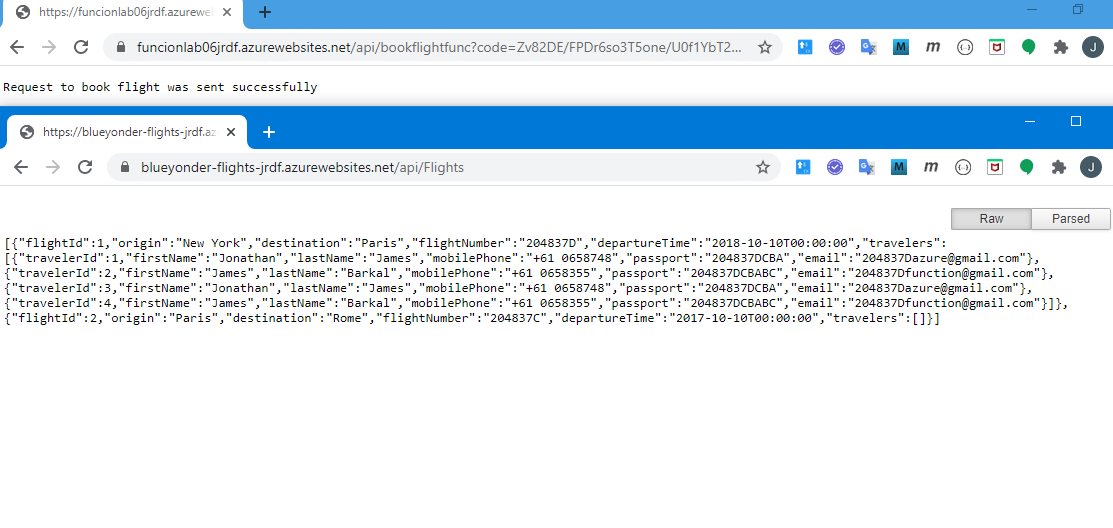 https://funcionlab06jrdf.azureweb
funcionlab06jrdf.azurewebsites.net/api/bookflightfunc?code=Zv82DE/FPDr6so3T5one/U0f1YbT2...
M
m
J
Request to book flight was sent successfully
https://blueyonder-flights-jrdf.az
blueyonder-flights-jrdf.azurewebsites.net/api/Flights
M
m
J
Raw
Parsed
[{"flightId":1,"origin":"New York","destination":"Paris","flightNumber":"204837D","departureTime":"2018-10-10T00:00:00","travelers":
[{"travelerId":1,"firstName":"Jonathan","lastName":"James","mobilePhone":"+61 0658748","passport":"204837DCBA","email":"204837Dazure@gmail.com"},
{"travelerId":2,"firstName":"James","lastName":"Barkal","mobilePhone":"+61 0658355","passport":"204837DCBABC","email":"204837Dfunction@gmail.com"},
{"travelerId":3,"firstName":"Jonathan","lastName":"James","mobilePhone":"+61 0658748","passport":"204837DCBA","email":"204837Dazure@gmail.com"},
{"travelerId":4,"firstName":"James","lastName":"Barkal","mobilePhone":"+61 0658355","passport":"204837DCBABC","email":"204837Dfunction@gmail.com"}]},
{"flightId":2,"origin":"Paris","destination":"Rome","flightNumber":"204837C","departureTime":"2017-10-10T00:00:00","travelers":[]}]